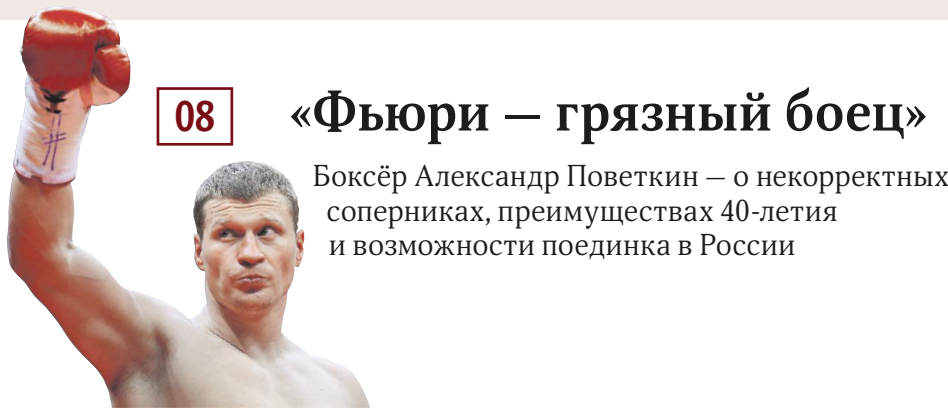 08
«Фьюри — грязный боец»
Боксёр Александр Поветкин — о некорректных
соперниках, преимуществах 40-летия
и возможности поединка в России